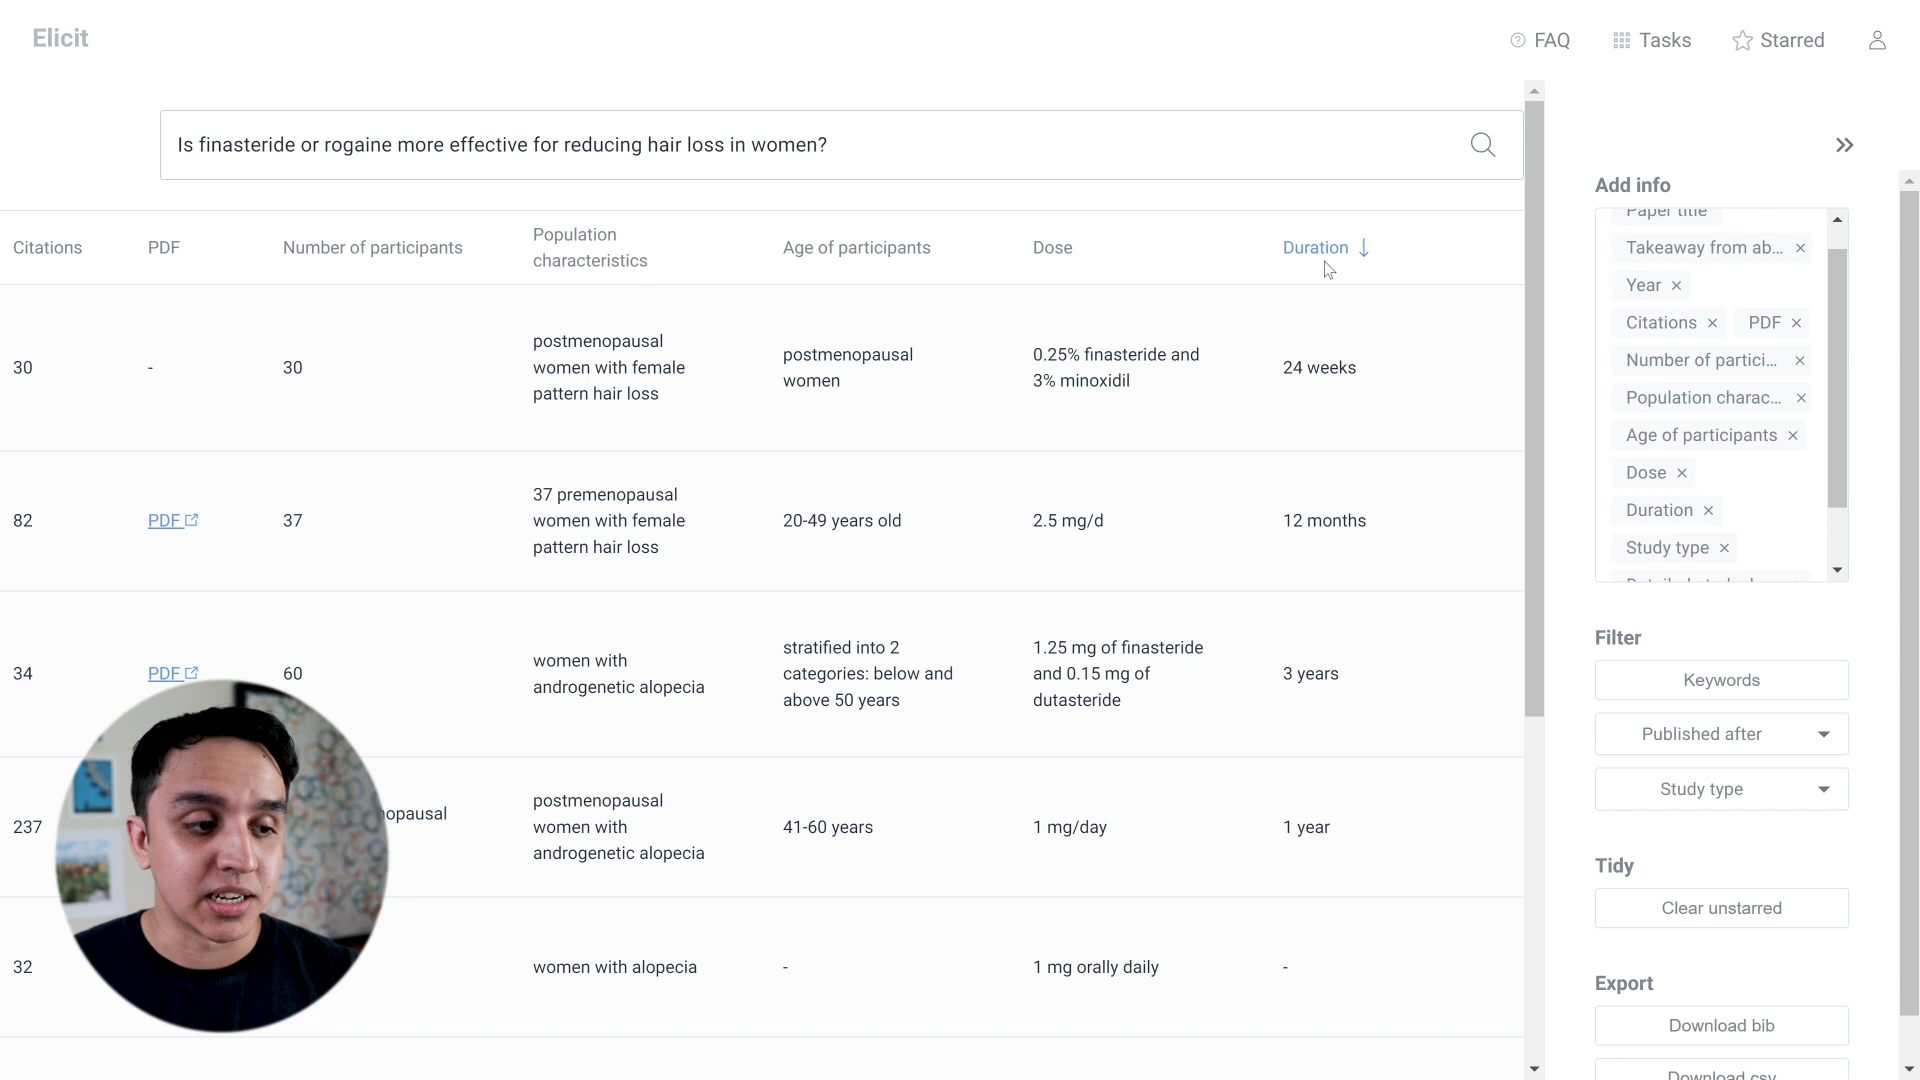 Elicit
FAQ
Tasks
Starred
Is finasteride or rogaine more effective for reducing hair loss in women?
Citations
PDF
Number of participants
Population
characteristics
Age of participants
Dose
Duration
30
-
30
postmenopausal
women with female
pattern hair loss
postmenopausal
women
0.25% finasteride and
3% minoxidil
24 weeks
82
PDF
37
37 premenopausal
women with female
pattern hair loss
20-49 years old
2.5 mg/d
12 months
34
PDF
60
women with
androgenetic alopecia
stratified into 2
categories: below and
above 50 years
1.25 mg of finasteride
and 0.15 mg of
dutasteride
3 years
237
nopausal
postmenopausal
women with
androgenetic alopecia
41-60 years
1 mg/day
1 year
32
women with alopecia
-
1 mg orally daily
-
Add info
Paper title
Takeaway from ab...
Year
Citations
PDF
Number of partici...
Population charac...
Age of participants
Dose
Duration
Study type
Filter
Keywords
Published after
Study type
Tidy
Clear unstarred
Export
Download bib
Download csv